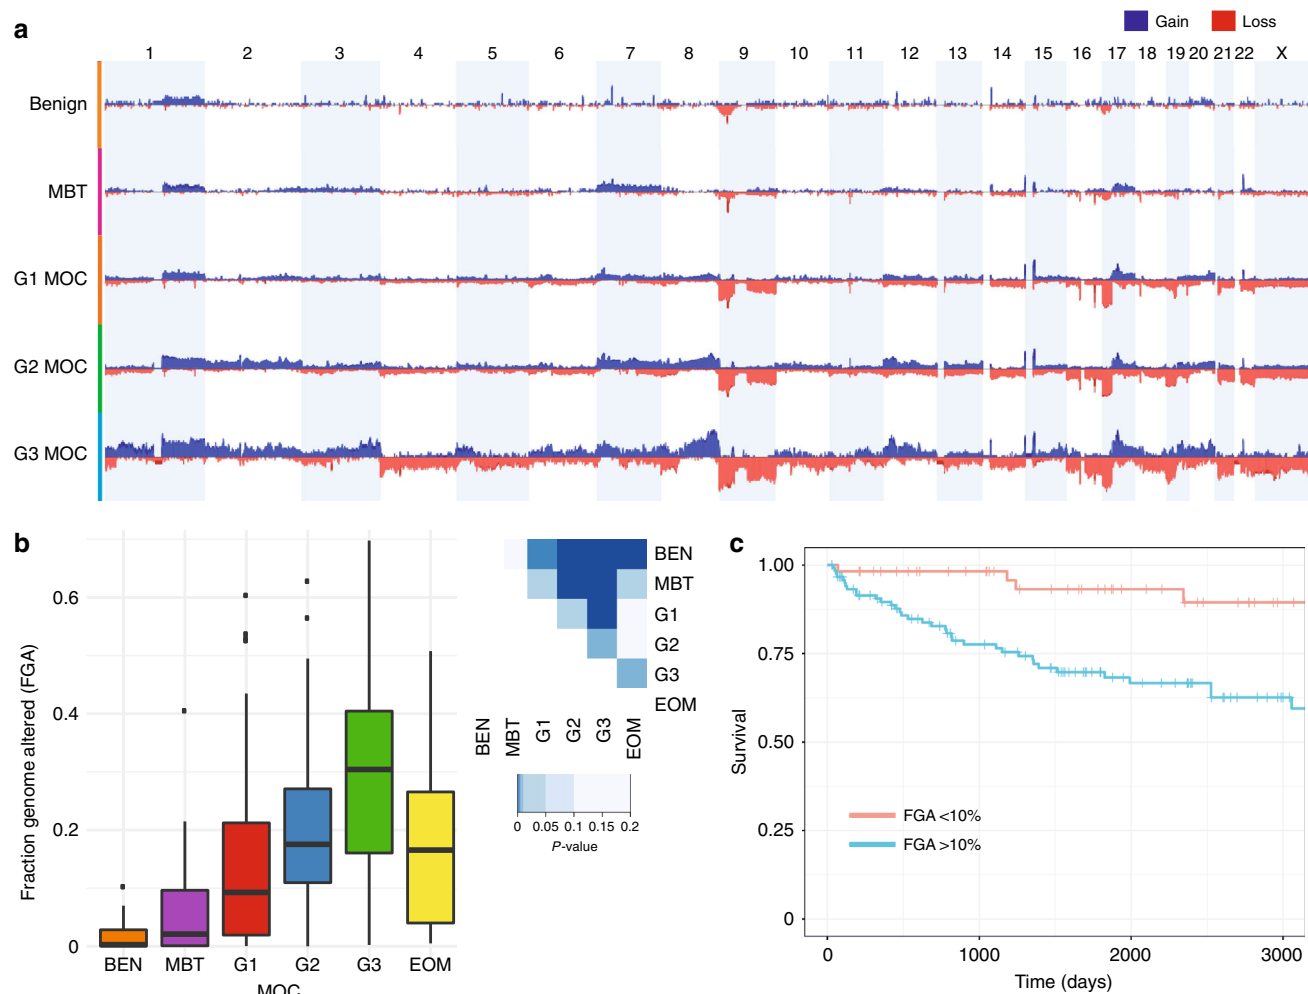 a
Gain Loss
1 2 3 4 5 6 7 8 9 10 11 12 13 14 15 16 17 18 19 20 21 22 X
Benign
MBT
G1 MOC
G2 MOC
G3 MOC
b
Fraction genome altered (FGA)
0.6
0.4
0.2
0
BEN MBT G1 G2 G3 EOM
MOC
BEN
MBT
G1
G2
G3
EOM
BEN MBT G1 G2 G3 EOM
0 0.05 0.1 0.15 0.2
P-value
c
Survival
1.00
0.75
0.50
0.25
0
FGA <10%
FGA >10%
0 1000 2000 3000
Time (days)